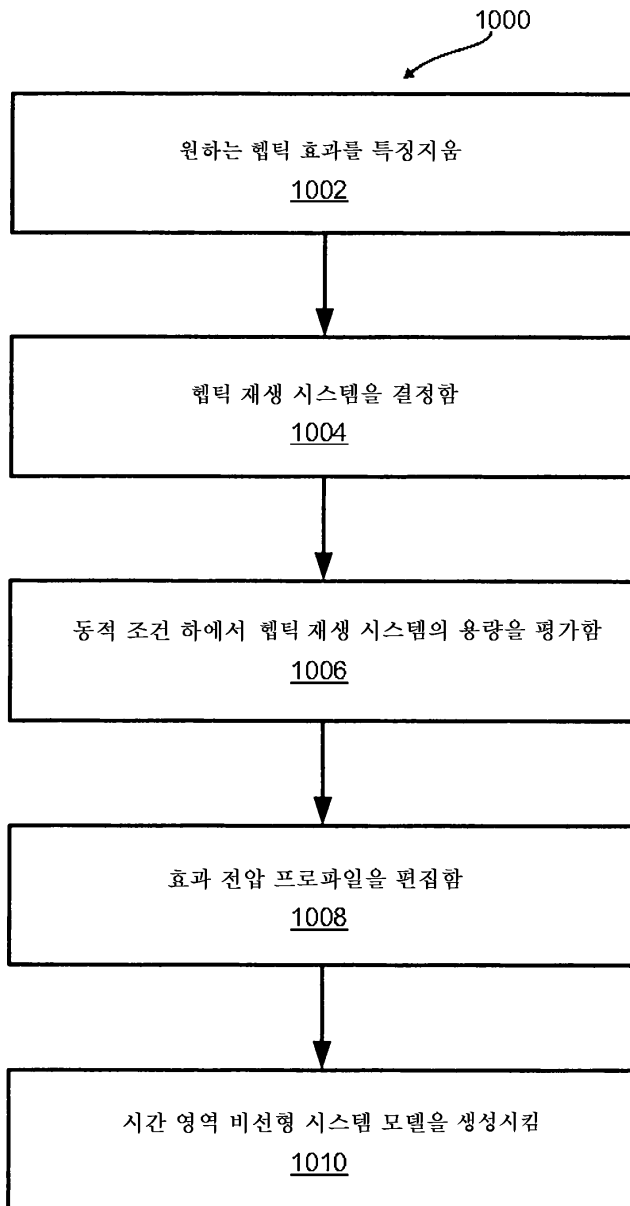 1000
원하는 헵틱 효과를 특징지움
1002
헵틱 재생 시스템을 결정함
1004
동적 조건 하에서 헵틱 재생 시스템의 용량을 평가함
1006
효과 전압 프로파일을 편집함
1008
시간 영역 비선형 시스템 모델을 생성시킴
1010